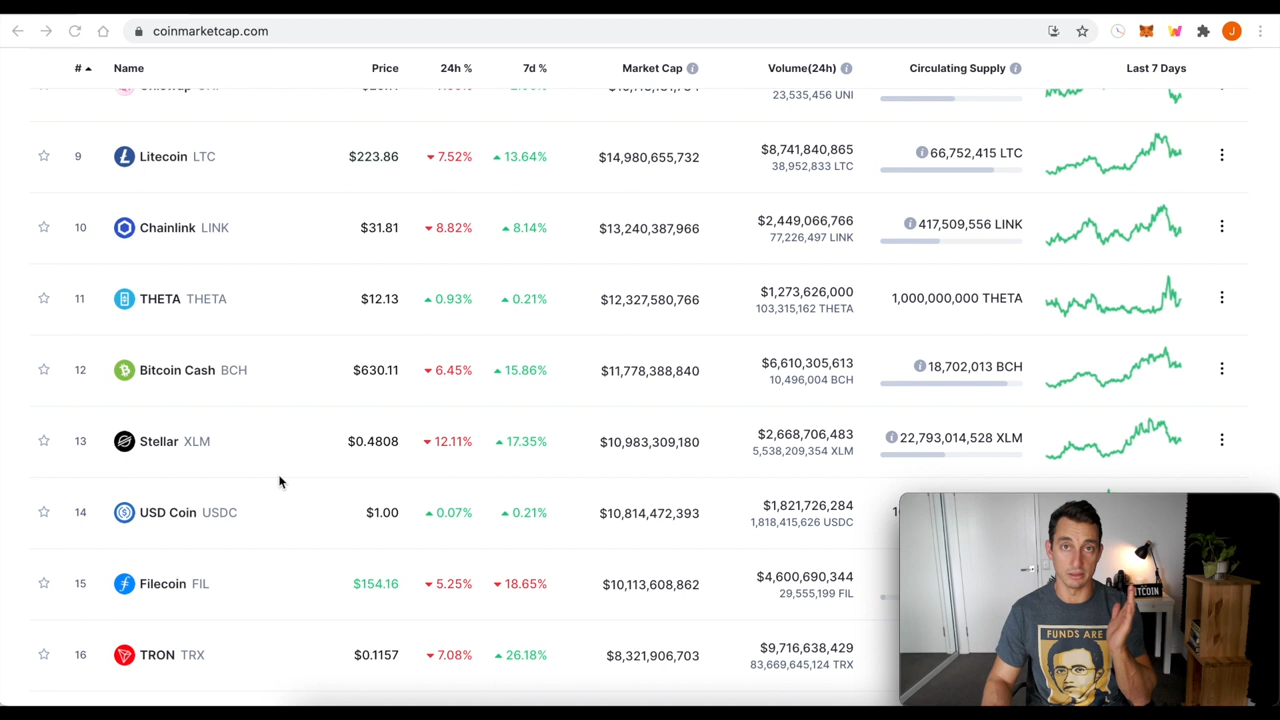 coinmarketcap.com
J
# Name Price 24h % 7d % Market Cap Volume(24h) Circulating Supply Last 7 Days
23,535,456 UNI
9 Litecoin LTC $223.86 7.52% 13.64% $14,980,655,732 $8,741,840,865 66,752,415 LTC
38,952,833 LTC
10 Chainlink LINK $31.81 8.82% 8.14% $13,240,387,966 $2,449,066,766 417,509,556 LINK
77,226,497 LINK
11 THETA THETA $12.13 0.93% 0.21% $12,327,580,766 $1,273,626,000 1,000,000,000 THETA
103,315,162 THETA
12 Bitcoin Cash BCH $630.11 6.45% 15.86% $11,778,388,840 $6,610,305,613 18,702,013 BCH
10,496,004 BCH
13 Stellar XLM $0.4808 12.11% 17.35% $10,983,309,180 $2,668,706,483 22,793,014,528 XLM
5,538,209,354 XLM
14 USD Coin USDC $1.00 0.07% 0.21% $10,814,472,393 $1,821,726,284
1,818,415,626 USDC
15 Filecoin FIL $154.16 5.25% 18.65% $10,113,608,862 $4,600,690,344
29,555,199 FIL
16 TRON TRX $0.1157 7.08% 26.18% $8,321,906,703 $9,716,638,429
83,669,645,124 TRX
BITCOIN
FUNDS ARE